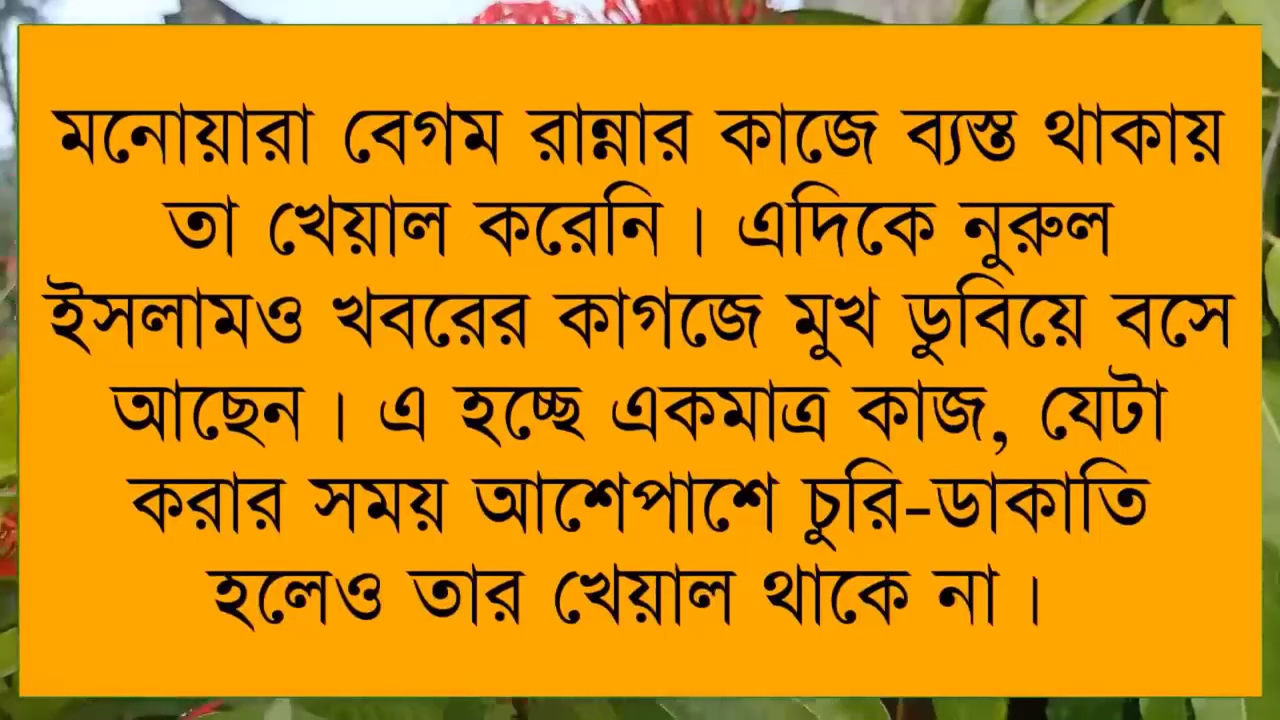 মনোয়ারা বেগম রান্নার কাজে ব্যস্ত থাকায়
তা খেয়াল করেনি। এদিকে নুরুল
ইসলামও খবরের কাগজে মুখ ডুবিয়ে বসে
আছেন। এ হচ্ছে একমাত্র কাজ, যেটা
করার সময় আশেপাশে চুরি-ডাকাতি
হলেও তার খেয়াল থাকে না।